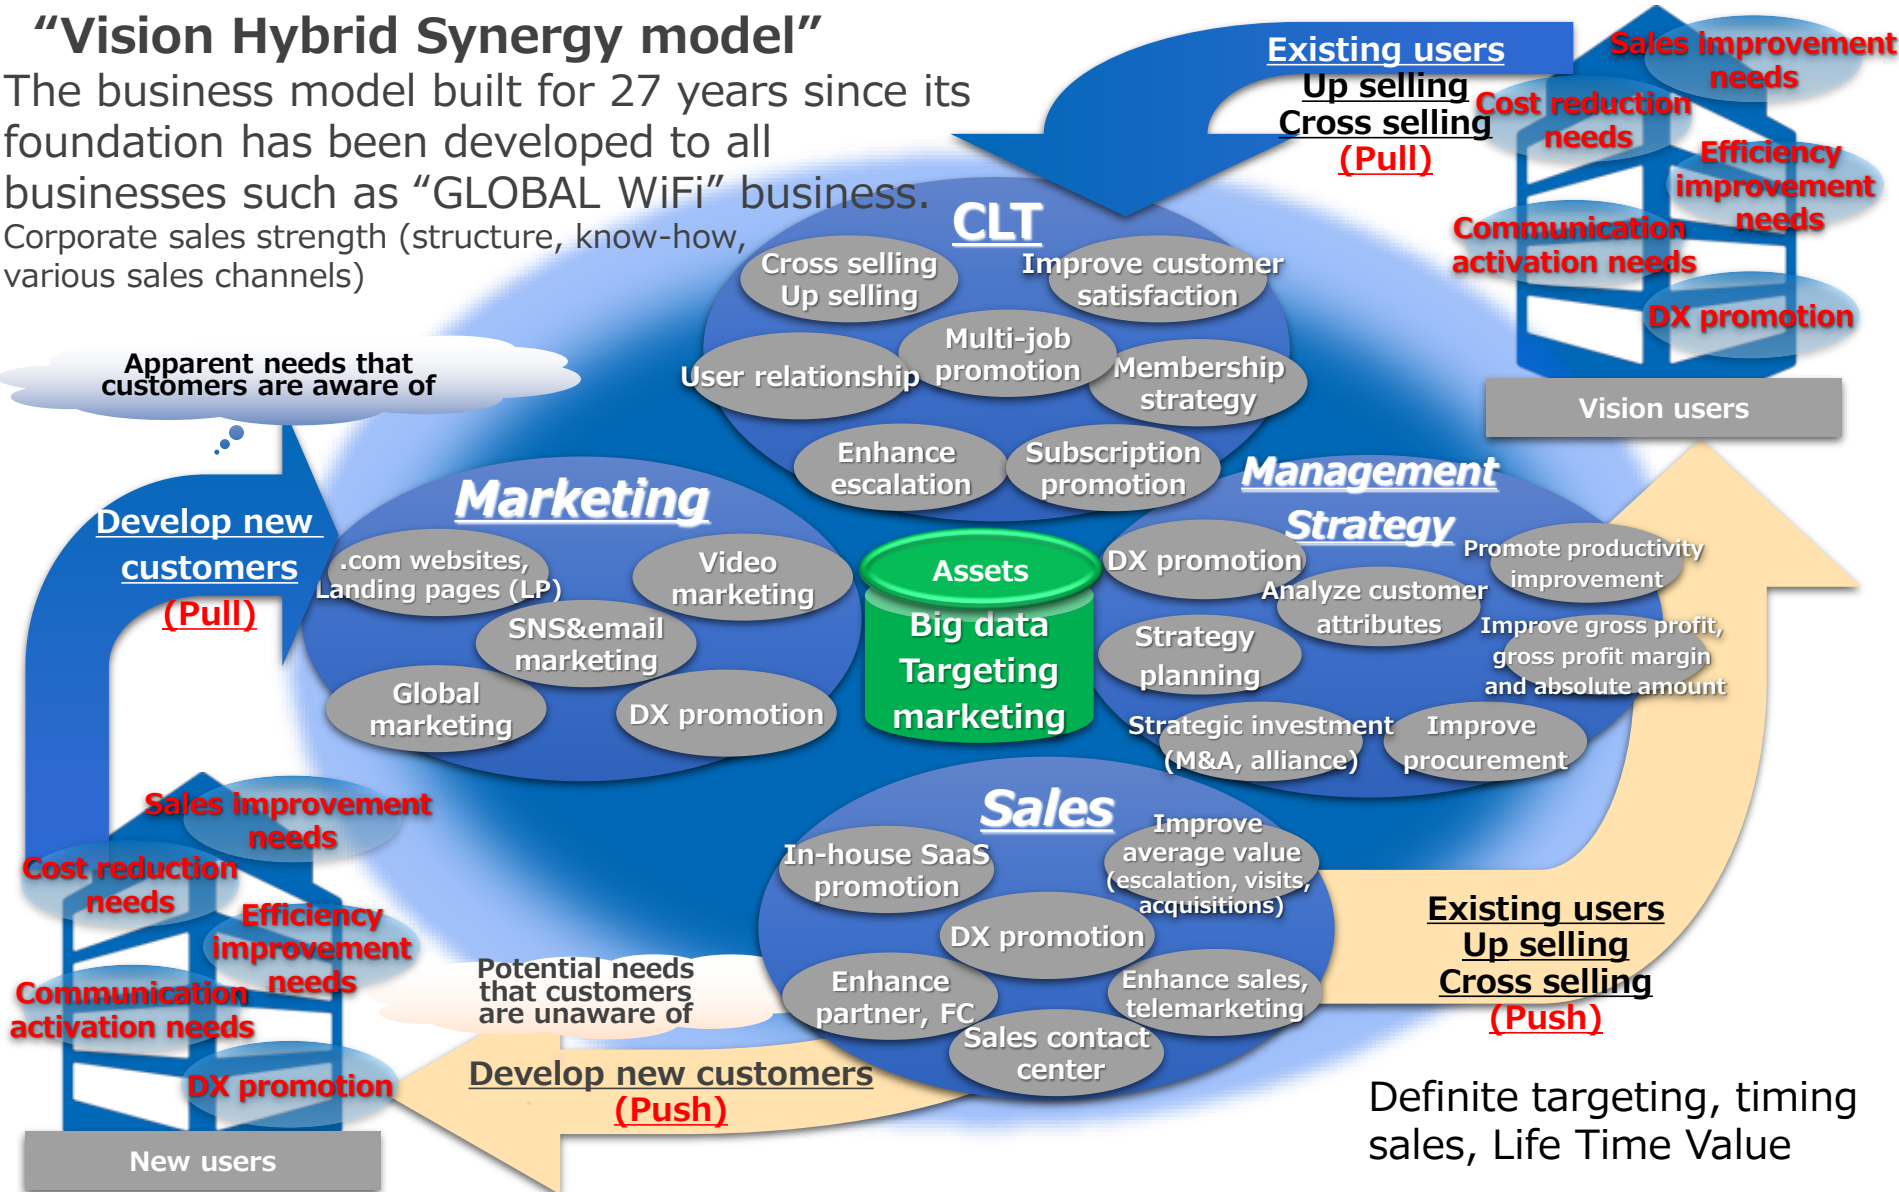 “Vision Hybrid Synergy model”
The business model built for 27 years since its
foundation has been developed to all
businesses such as “GLOBAL WiFi” business.
Corporate sales strength (structure, know-how,
various sales channels)
Existing users
Up selling
Cross selling
(Pull)
Sales improvement
needs
Cost reduction
needs
Efficiency
improvement
needs
Communication
activation needs
DX promotion
Vision users
Apparent needs that
customers are aware of
Develop new
customers
(Pull)
CLT
Cross selling
Up selling
Improve customer
satisfaction
Multi-job
promotion
User relationship
Membership
strategy
Enhance
escalation
Subscription
promotion
Marketing
.com websites,
Landing pages (LP)
Video
marketing
SNS&email
marketing
Global
marketing
DX promotion
Assets
Big data
Targeting
marketing
Management
Strategy
DX promotion
Promote productivity
improvement
Analyze customer
attributes
Strategy
planning
Improve gross profit,
gross profit margin
and absolute amount
Strategic investment
(M&A, alliance)
Improve
procurement
Sales
In-house SaaS
promotion
Improve
average value
(escalation, visits,
acquisitions)
DX promotion
Enhance
partner, FC
Enhance sales,
telemarketing
Sales contact
center
Sales improvement
needs
Cost reduction
needs
Efficiency
improvement
needs
Communication
activation needs
DX promotion
New users
Potential needs
that customers
are unaware of
Develop new customers
(Push)
Existing users
Up selling
Cross selling
(Push)
Definite targeting, timing
sales, Life Time Value